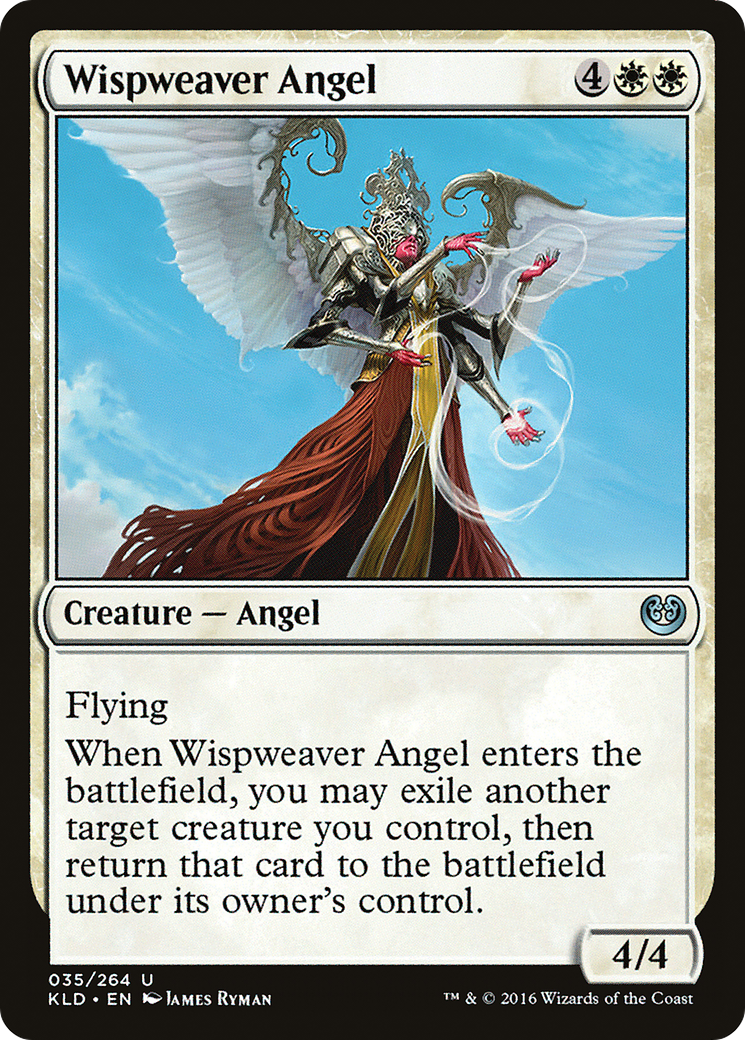 Wispweaver Angel 4
Creature — Angel
Flying
When Wispweaver Angel enters the
battlefield, you may exile another
target creature you control, then
return that card to the battlefield
under its owner's control.
4/4
035/264 U
KLD • EN James Ryman
™ & © 2016 Wizards of the Coast